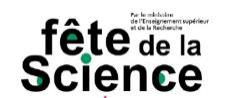 Par le ministère
de l'Enseignement supérieur
et de la Recherche
fête de la
Science